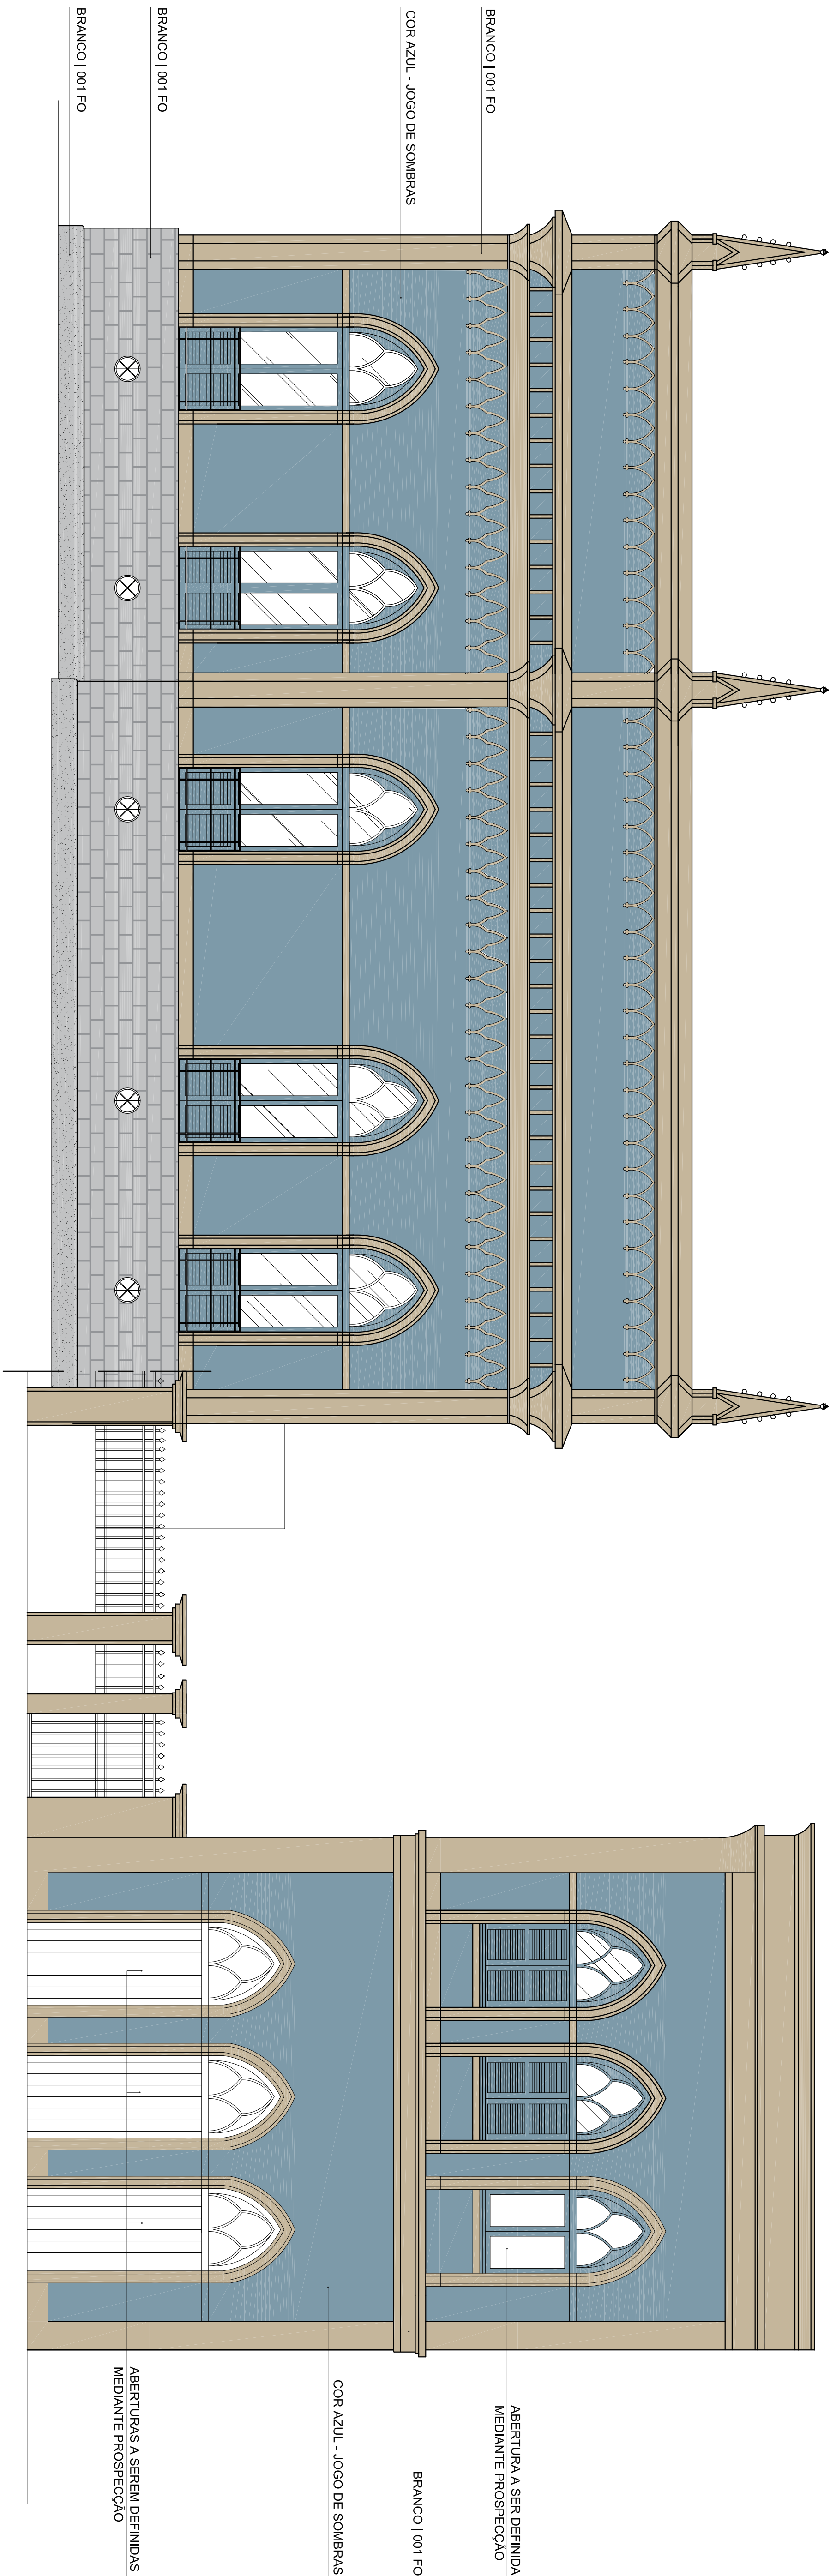 BRANCO | 001 FO
COR AZUL - JOGO DE SOMBRAS
BRANCO | 001 FO
BRANCO | 001 FO
ABERTURA A SER DEFINIDA
MEDIANTE PROSPECÇÃO
BRANCO | 001 FO
COR AZUL - JOGO DE SOMBRAS
ABERTURAS A SEREM DEFINIDAS
MEDIANTE PROSPECÇÃO